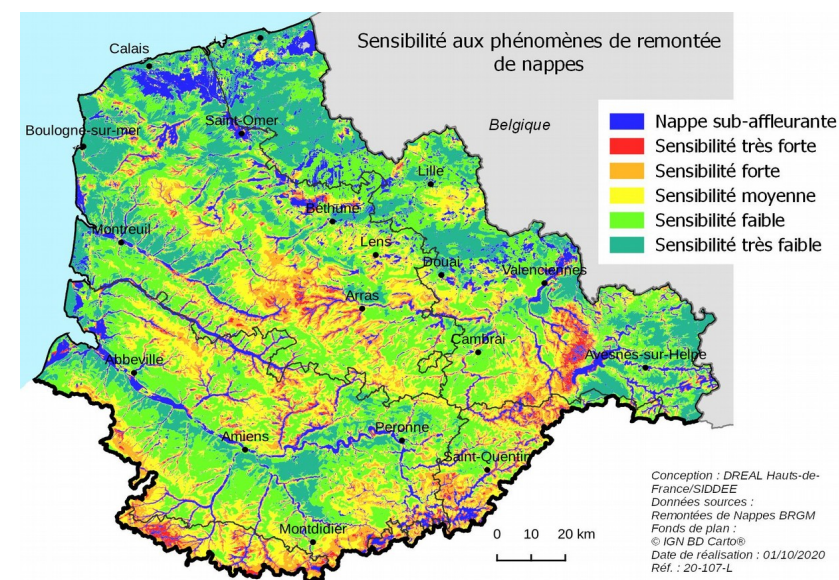 Sensibilité aux phénomènes de remontée
de nappes
Calais
Boulogne-sur-mer
Saint-Omer
Belgique
Lille
Béthune
Montreuil
Lens
Douai
Valenciennes
Arras
Cambrai
Avesnes-sur-Helpe
Abbeville
Amiens
Peronne
Saint-Quentin
Montdidier
Nappe sub-affleurante
Sensibilité très forte
Sensibilité forte
Sensibilité moyenne
Sensibilité faible
Sensibilité très faible
0 10 20 km
Conception : DREAL Hauts-de-
France/SIDDEE
Données sources :
Remontées de Nappes BRGM
Fonds de plan :
© IGN BD Carto®
Date de réalisation : 01/10/2020
Réf. : 20-107-L